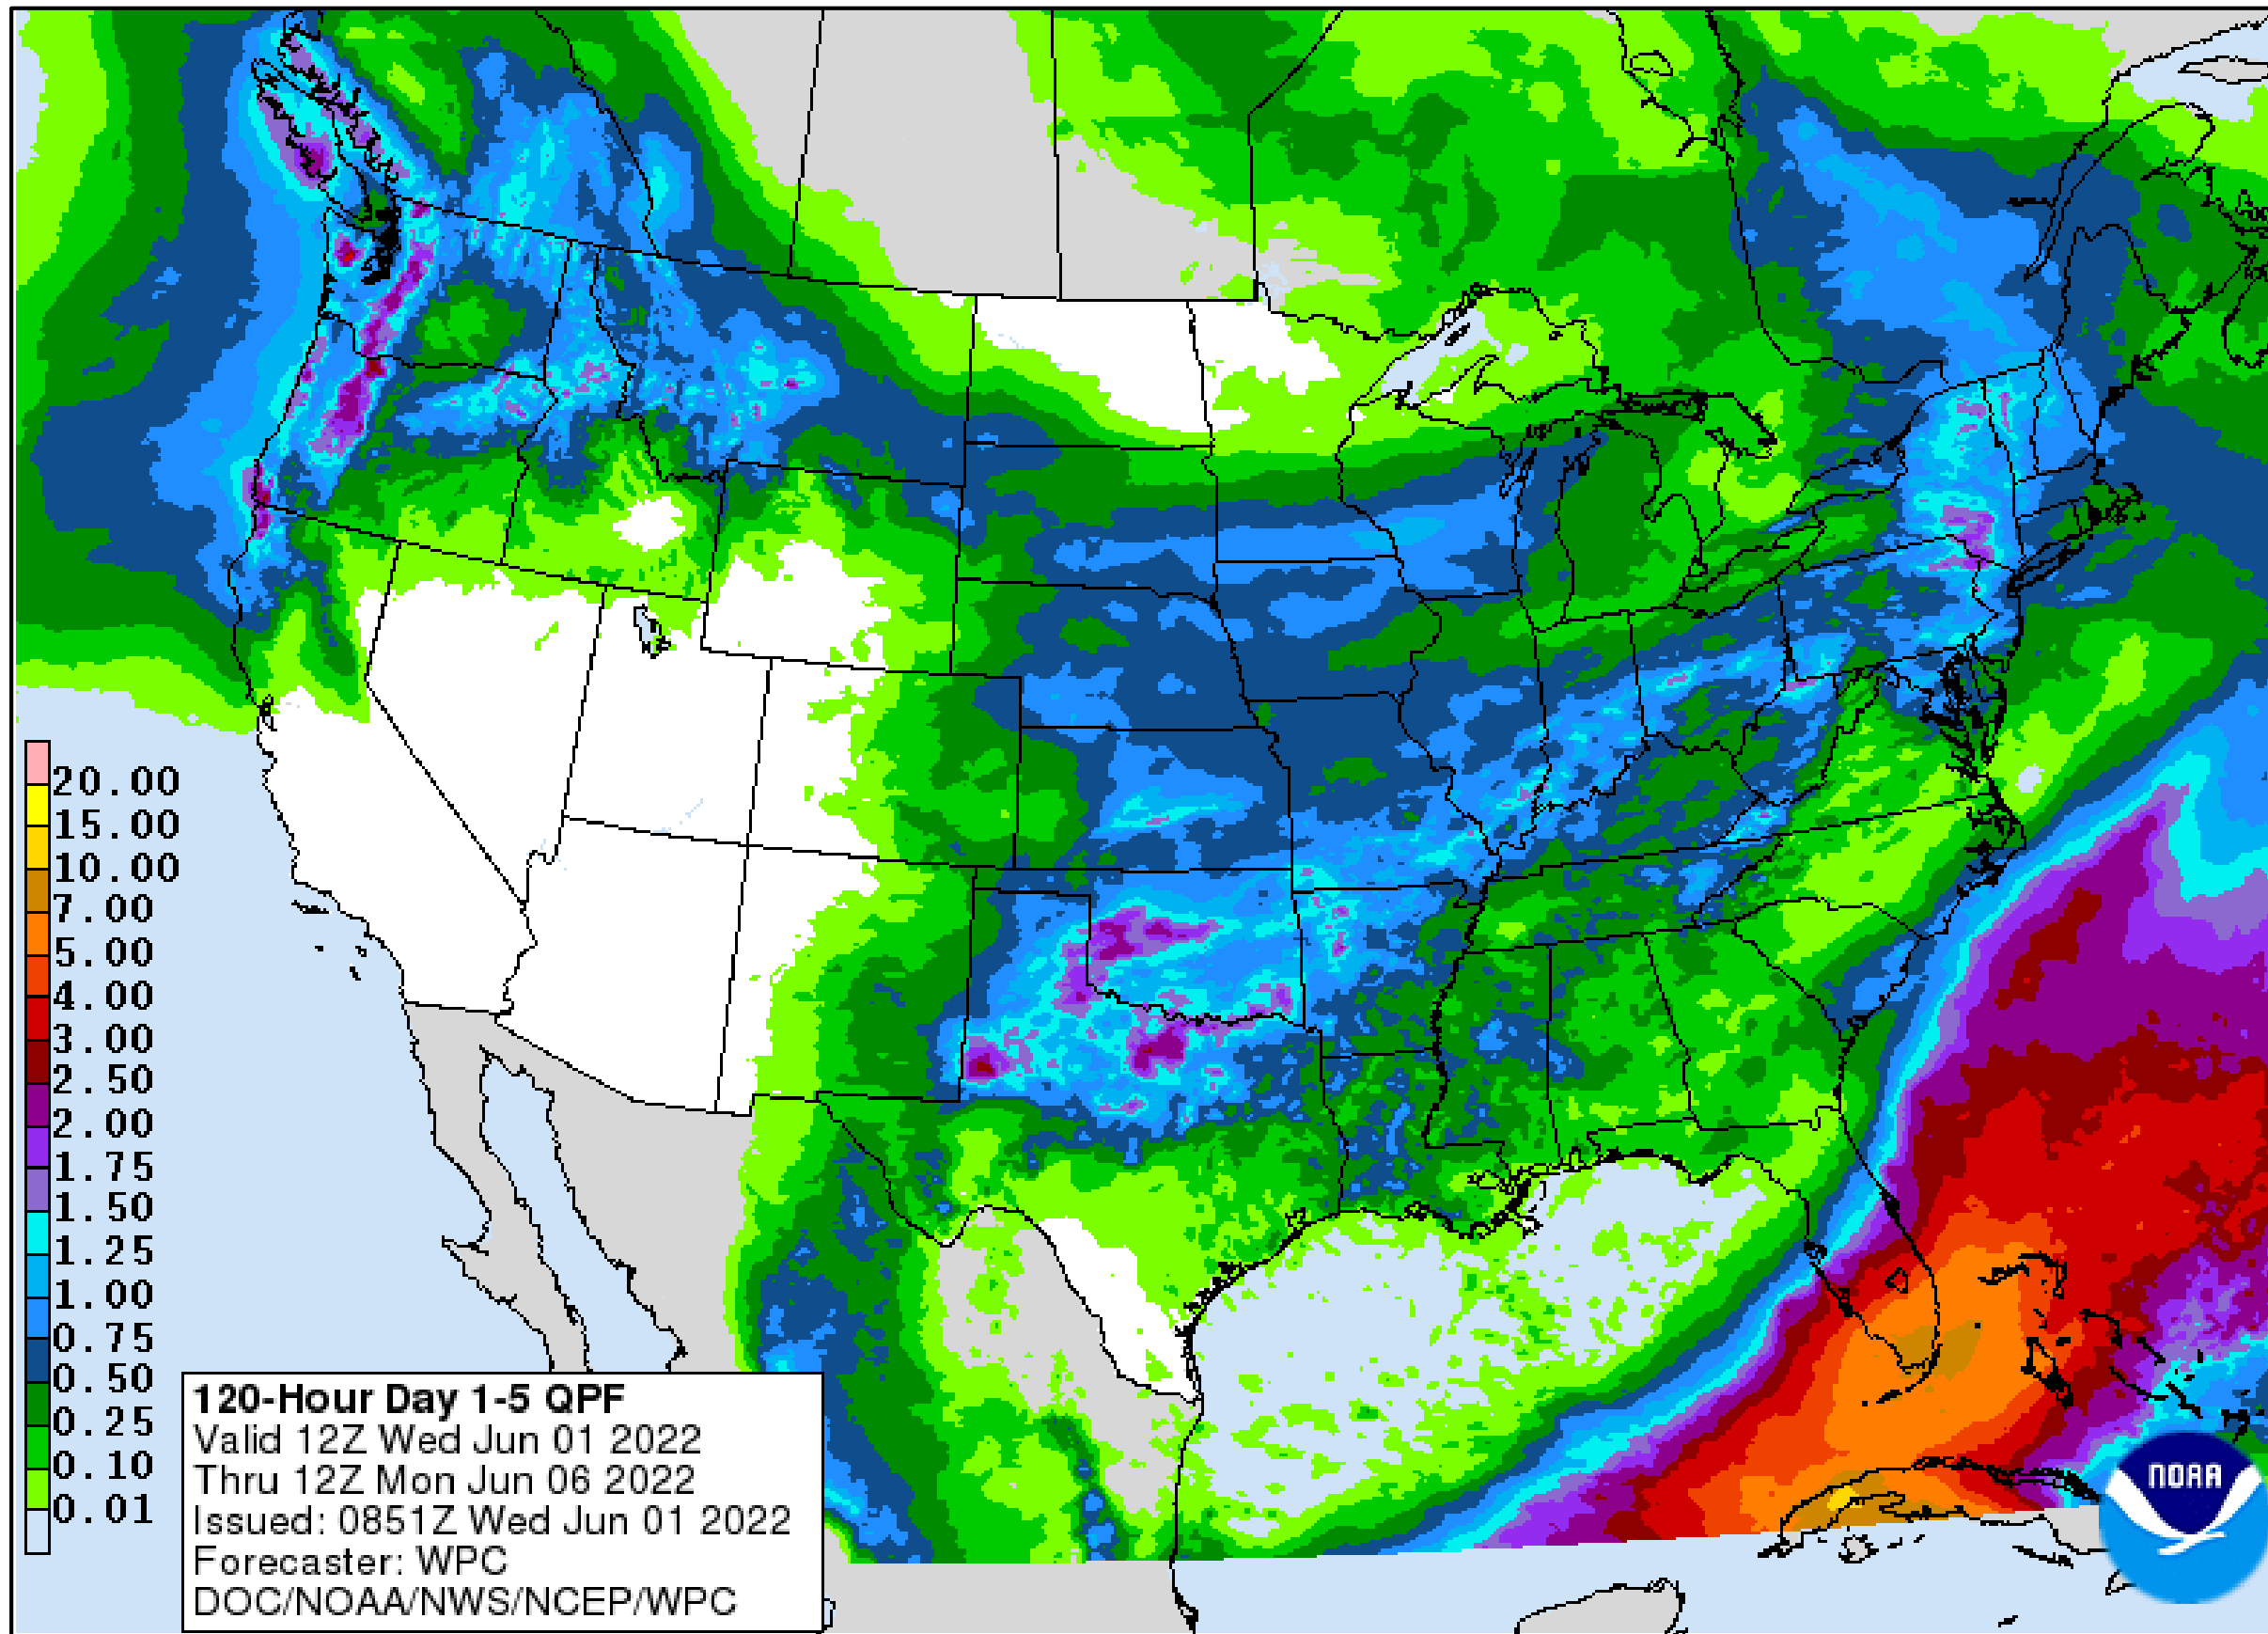 20.00
15.00
10.00
7.00
5.00
4.00
3.00
2.50
2.00
1.75
1.50
1.25
1.00
0.75
0.50
0.25
0.10
0.01
120-Hour Day 1-5 QPF
Valid 12Z Wed Jun 01 2022
Thru 12Z Mon Jun 06 2022
Issued: 0851Z Wed Jun 01 2022
Forecaster: WPC
DOC/NOAA/NWS/NCEP/WPC
NOAA